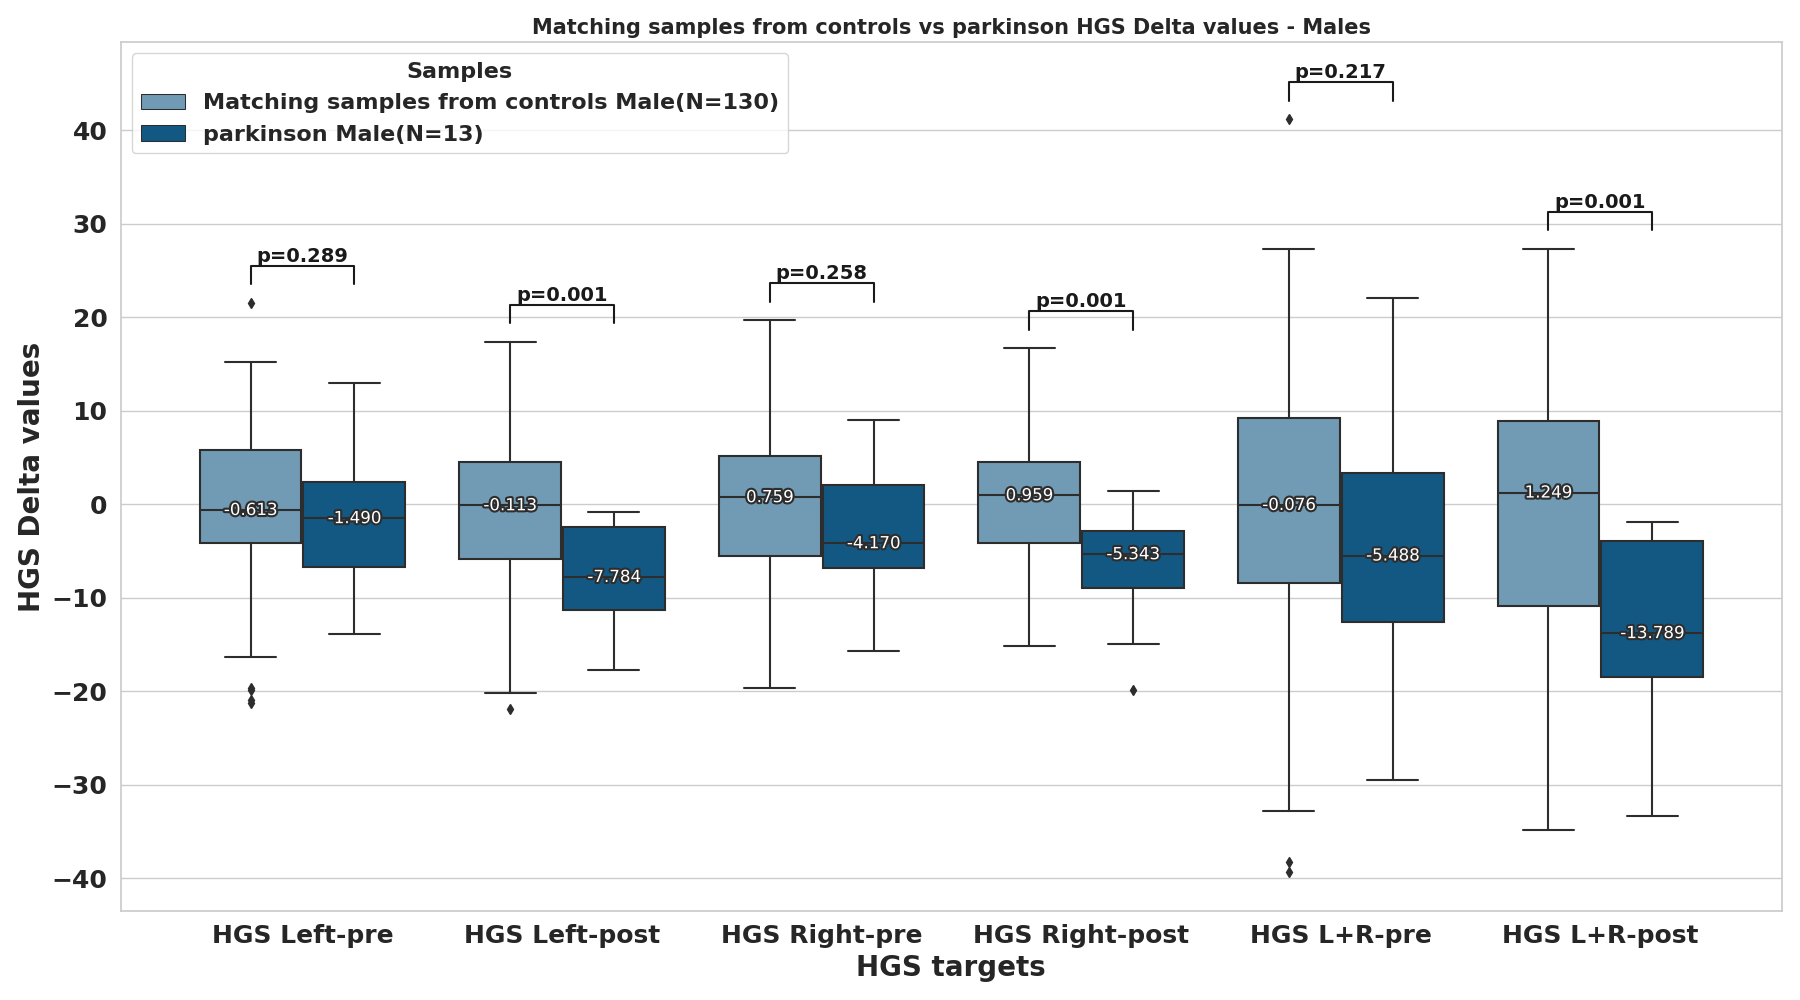 Matching samples from controls vs parkinson HGS Delta values - Males
Samples
Matching samples from controls Male(N=130)
parkinson Male(N=13)
HGS Delta values
40
30
20
10
0
−10
−20
−30
−40
p=0.289
p=0.001
p=0.258
p=0.001
p=0.217
p=0.001
-0.613
-1.490
-0.113
-7.784
0.759
-4.170
0.959
-5.343
-0.076
-5.488
1.249
-13.789
HGS Left-pre
HGS Left-post
HGS Right-pre
HGS Right-post
HGS L+R-pre
HGS L+R-post
HGS targets